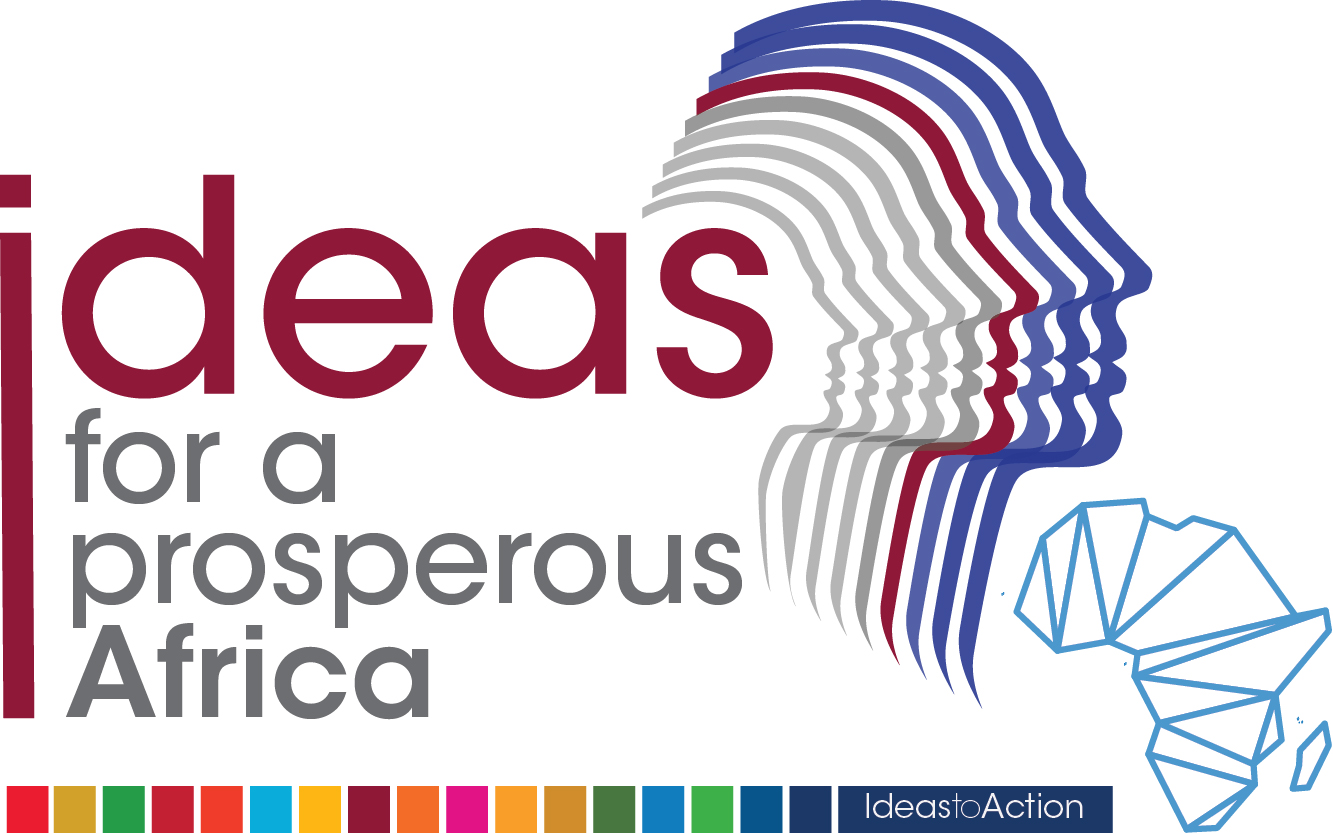 ideas
for a
prosperous
Africa
IdeastoAction